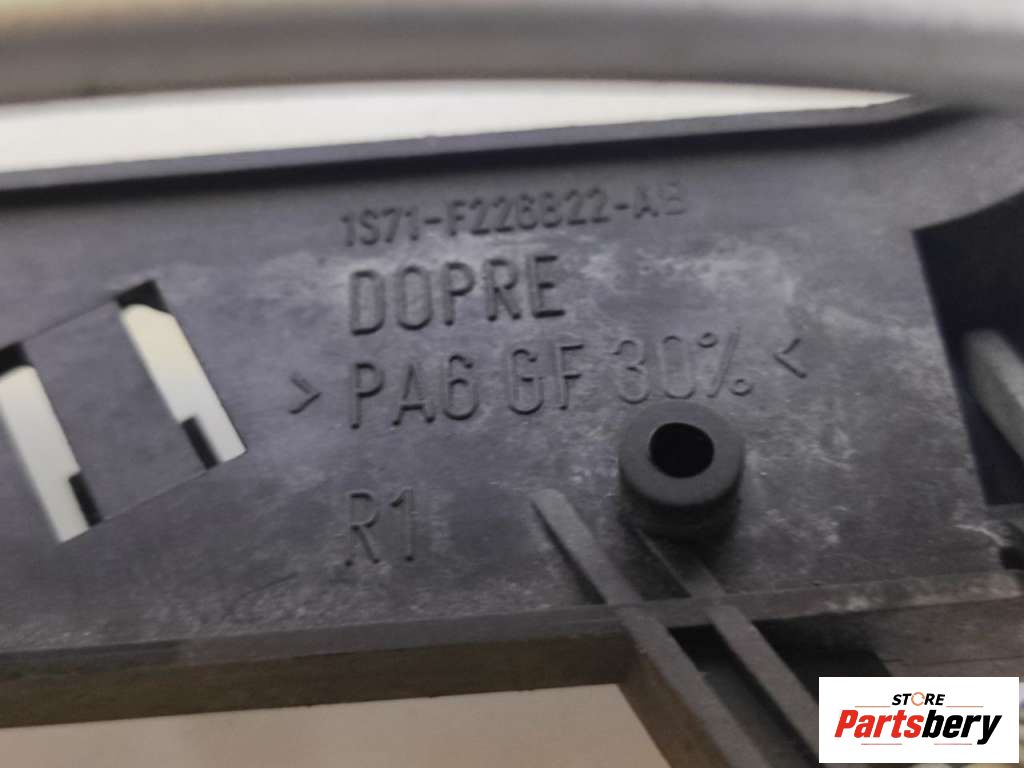 1S71-F226B22-AB
DOPRE
>PA6 GF 30%<
R1
STORE
Partsbery